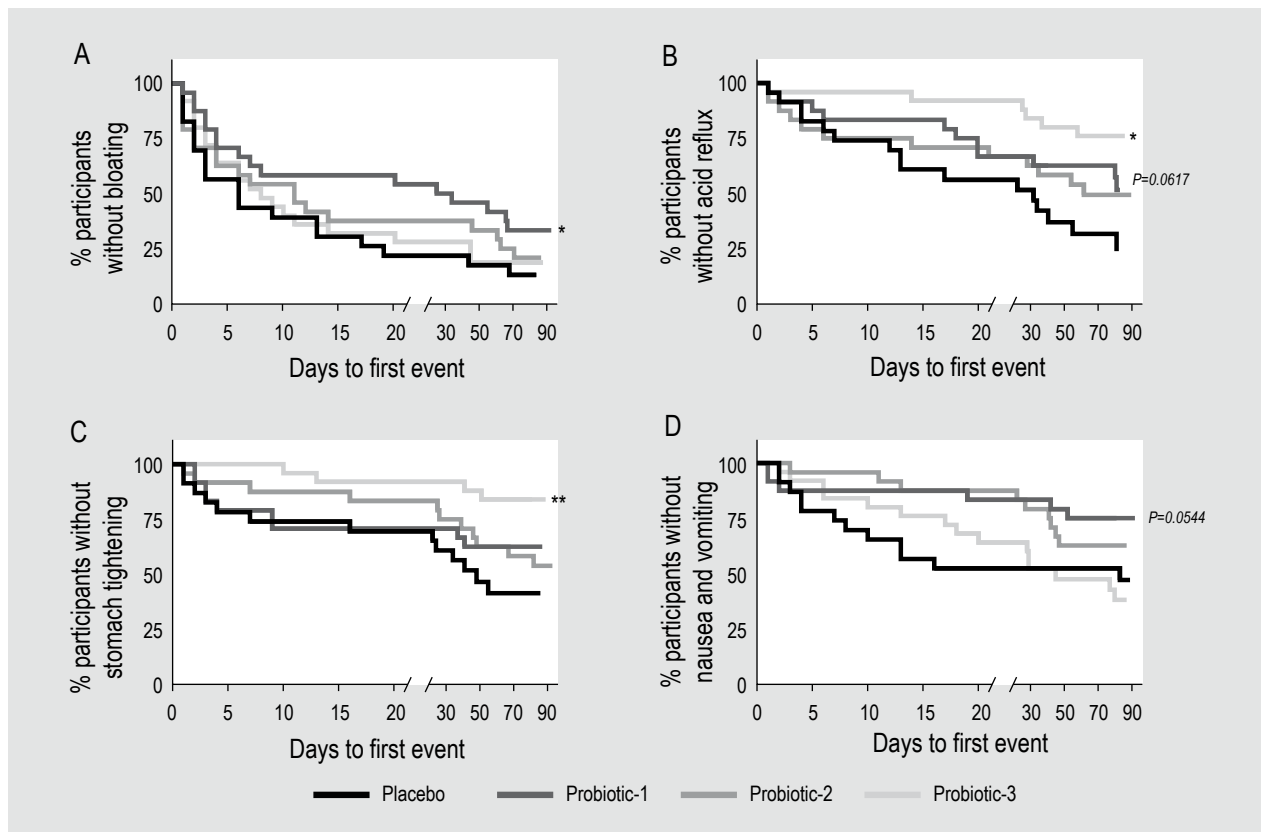 A
% participants
without bloating
100
75
50
25
0
*
0 5 10 15 20 30 50 70 90
Days to first event
B
% participants
without acid reflux
100
75
50
25
0
*
P=0.0617
0 5 10 15 20 30 50 70 90
Days to first event
C
% participants without
stomach tightening
100
75
50
25
0
**
0 5 10 15 20 30 50 70 90
Days to first event
D
% participants without
nausea and vomiting
100
75
50
25
0
P=0.0544
0 5 10 15 20 30 50 70 90
Days to first event
Placebo Probiotic-1 Probiotic-2 Probiotic-3